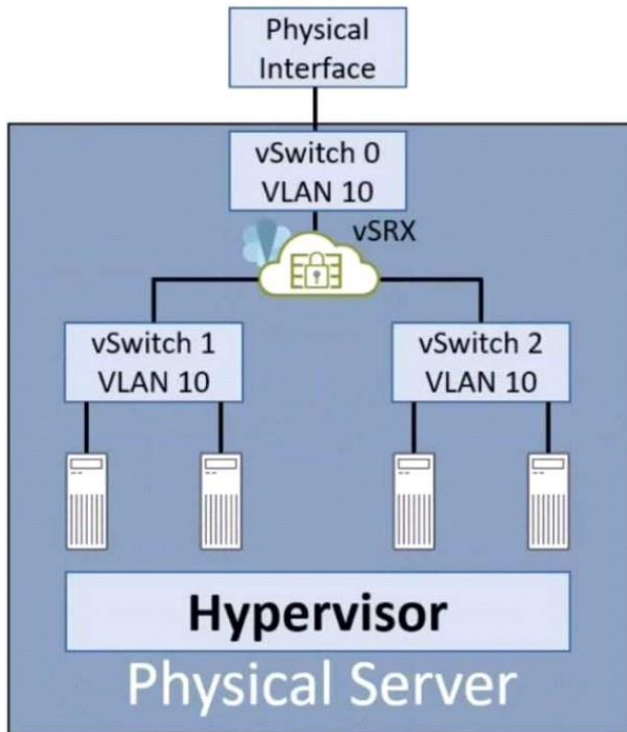 Physical
Interface
vSwitch 0
VLAN 10
vSRX
vSwitch 1
VLAN 10
vSwitch 2
VLAN 10
Hypervisor
Physical Server